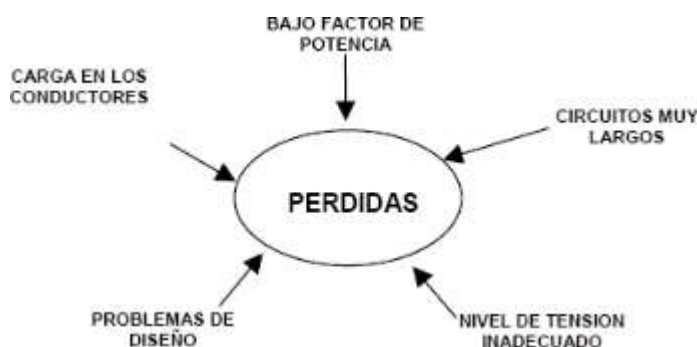 BAJO FACTOR DE
POTENCIA
CARGA EN LOS
CONDUCTORES
CIRCUITOS MUY
LARGOS
PERDIDAS
PROBLEMAS DE
DISEÑO
NIVEL DE TENSION
INADECUADO